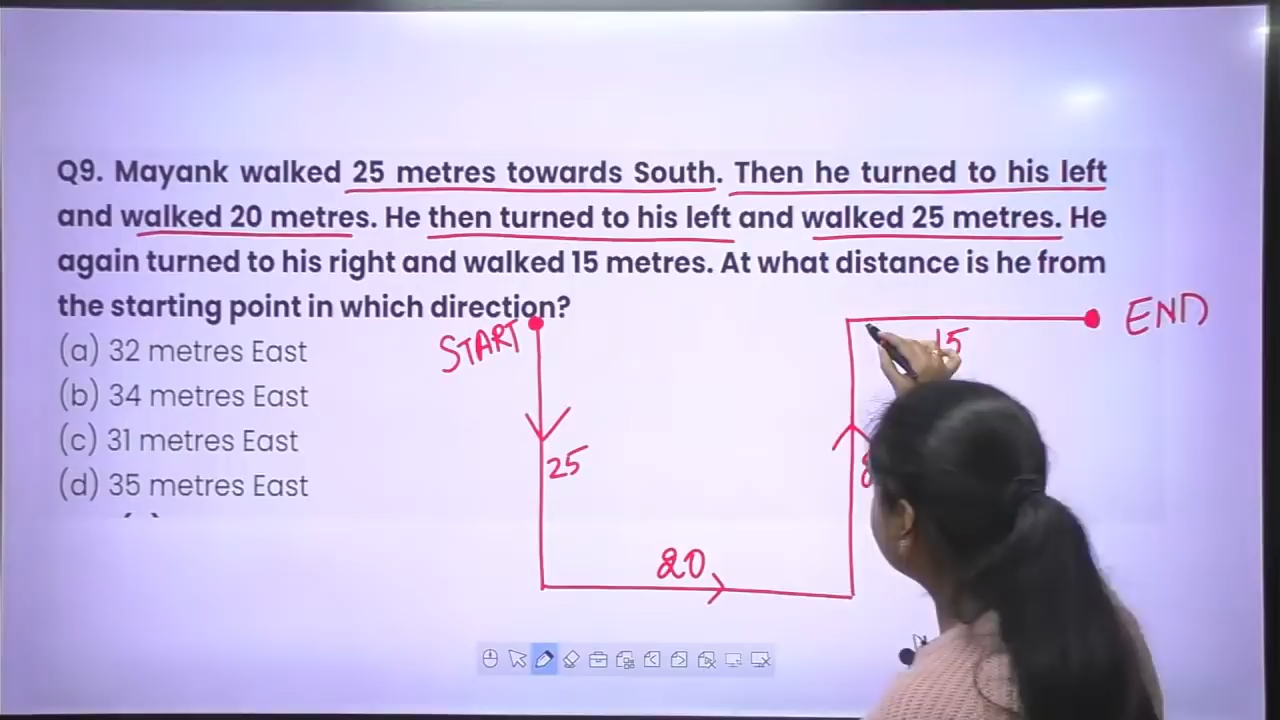 Q9. Mayank walked 25 metres towards South. Then he turned to his left
and walked 20 metres. He then turned to his left and walked 25 metres. He
again turned to his right and walked 15 metres. At what distance is he from
the starting point in which direction?
(a) 32 metres East
(b) 34 metres East
(c) 31 metres East
(d) 35 metres East
START
END
15
25
20